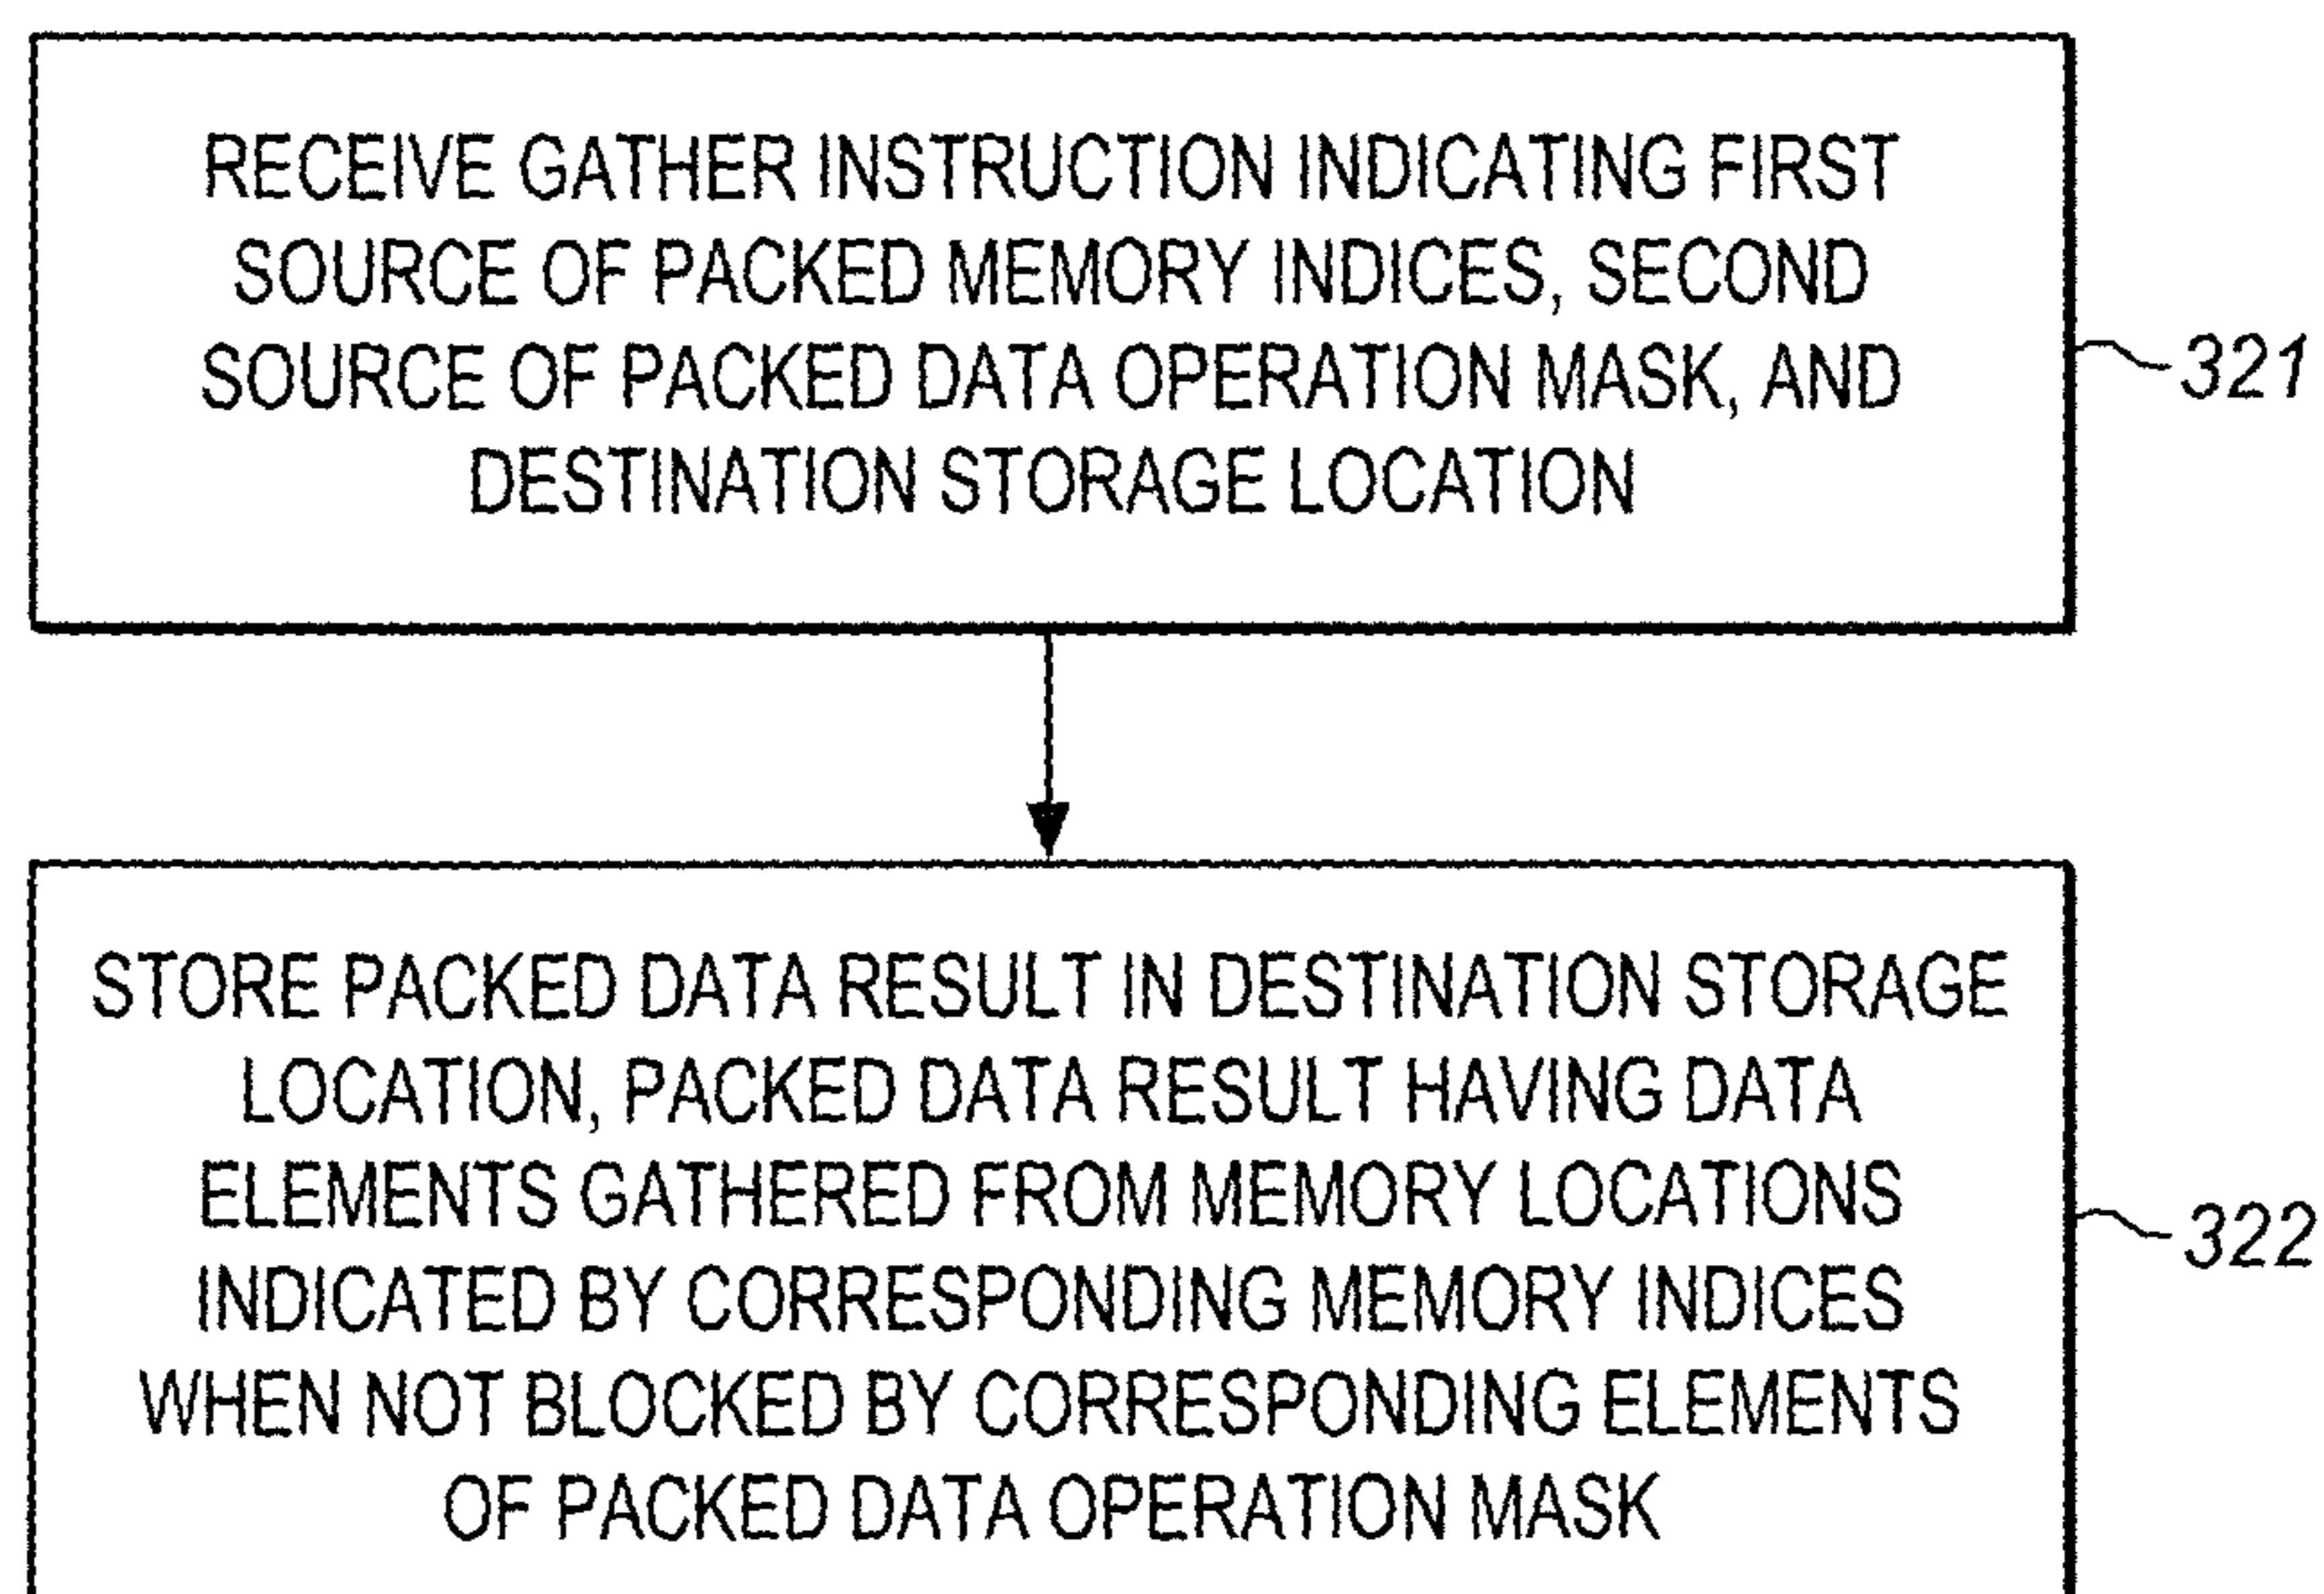 RECEIVE GATHER INSTRUCTION INDICATING FIRST
SOURCE OF PACKED MEMORY INDICES, SECOND
SOURCE OF PACKED DATA OPERATION MASK, AND
DESTINATION STORAGE LOCATION
321
STORE PACKED DATA RESULT IN DESTINATION STORAGE
LOCATION, PACKED DATA RESULT HAVING DATA
ELEMENTS GATHERED FROM MEMORY LOCATIONS
INDICATED BY CORRESPONDING MEMORY INDICES
WHEN NOT BLOCKED BY CORRESPONDING ELEMENTS
OF PACKED DATA OPERATION MASK
322